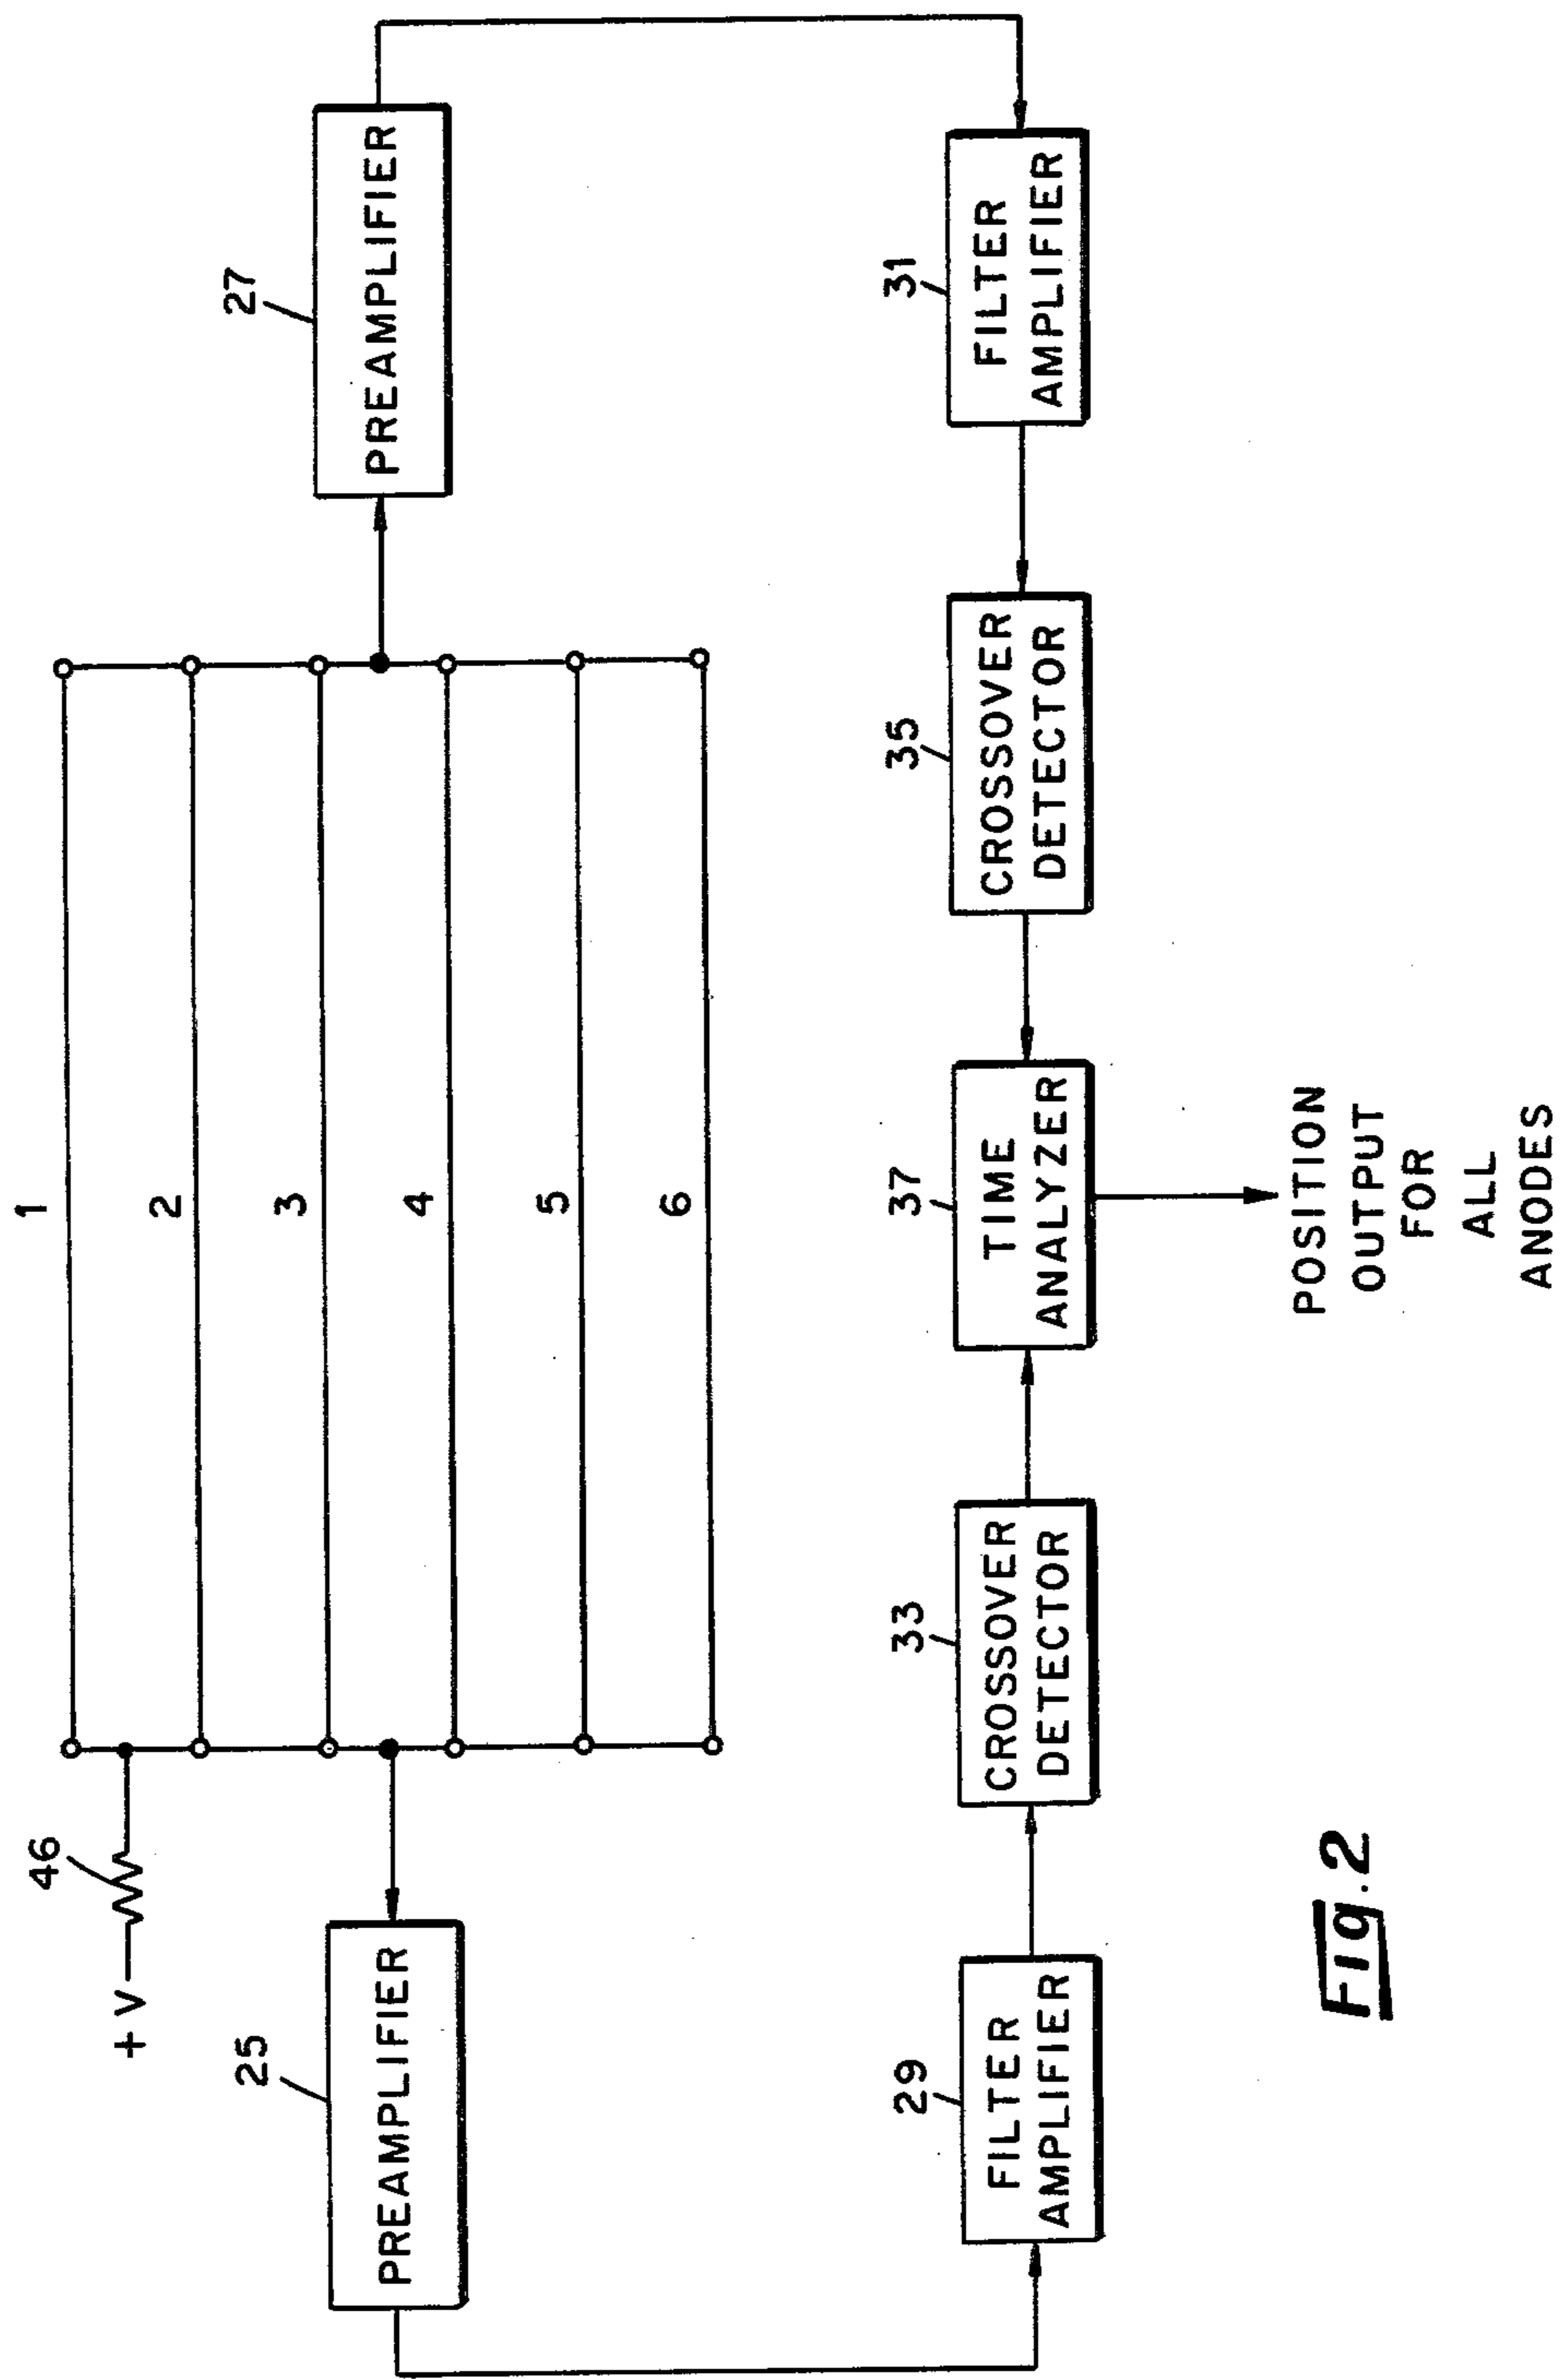 46
+ V
1
2
3
4
5
6
25
PREAMPLIFIER
27
PREAMPLIFIER
29
FILTER
AMPLIFIER
33
CROSSOVER
DETECTOR
37
TIME
ANALYZER
35
CROSSOVER
DETECTOR
31
FILTER
AMPLIFIER
POSITION
OUTPUT
FOR
ALL
ANODES
Fig. 2